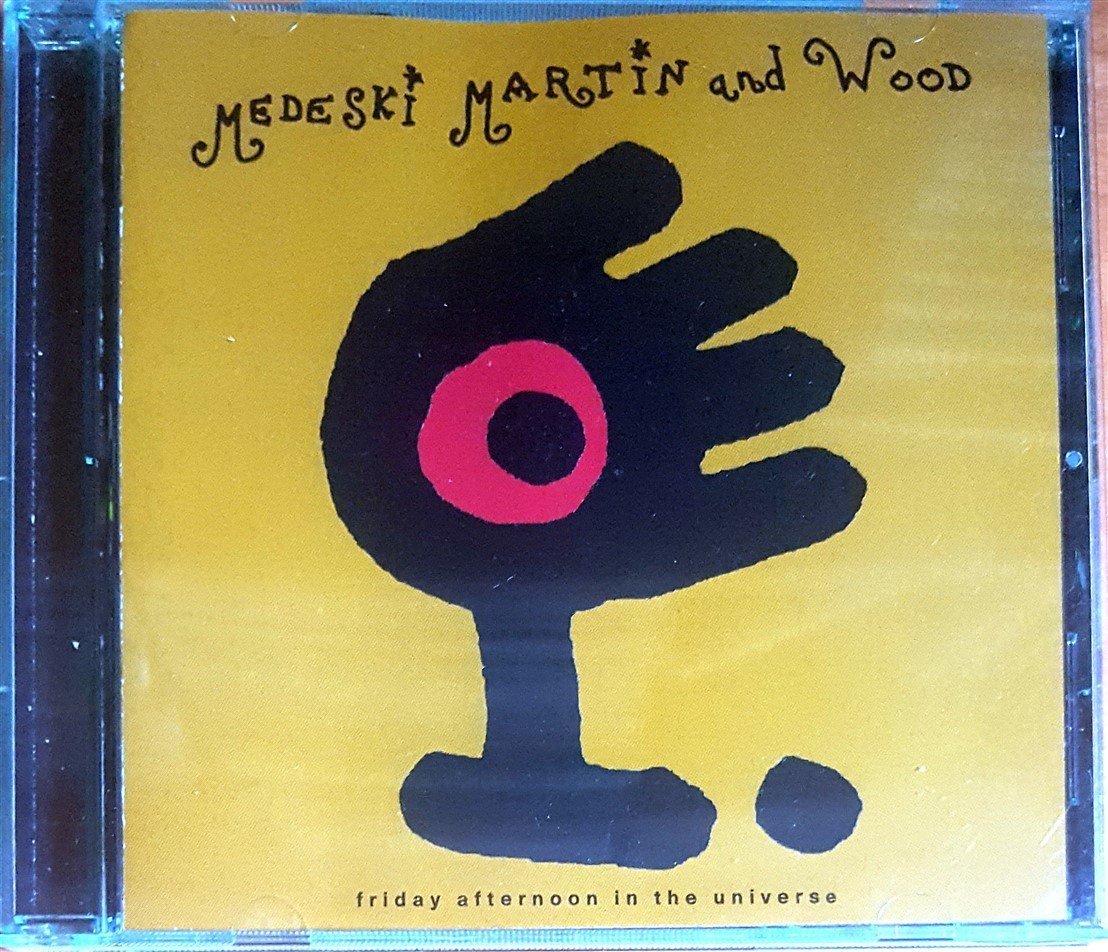 MEDESKi MARTiN and WOOD
friday afternoon in the universe